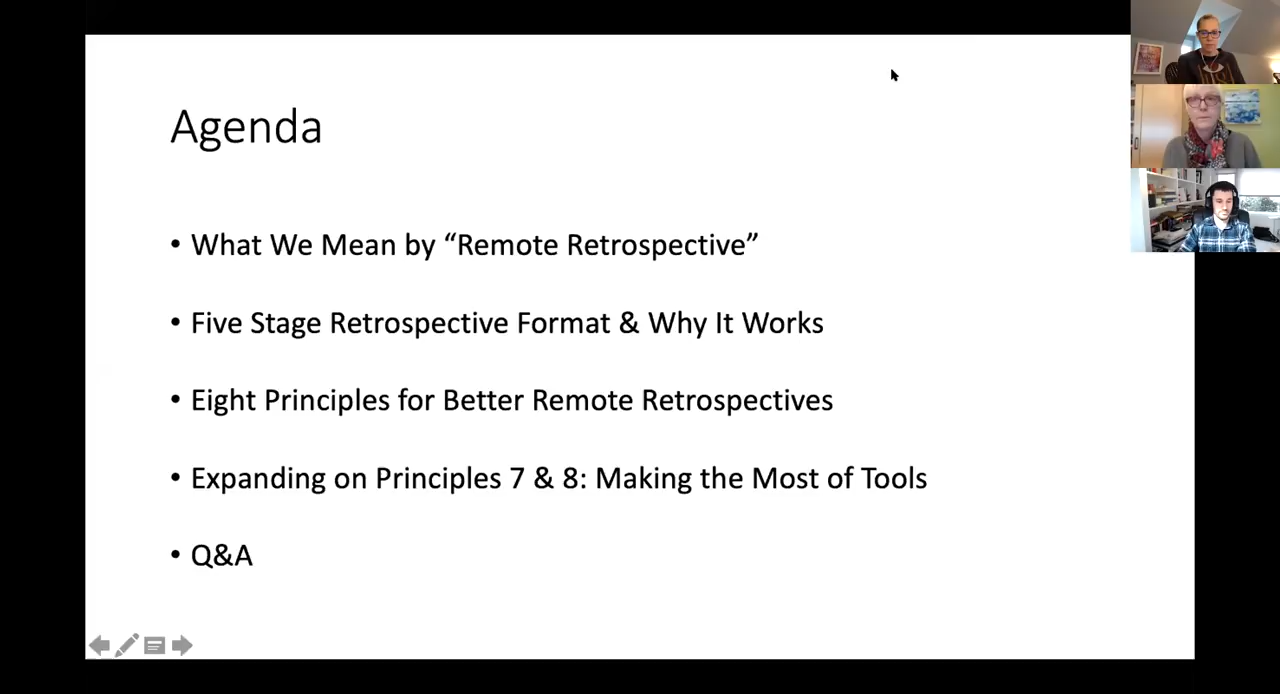 Agenda
• What We Mean by “Remote Retrospective”
• Five Stage Retrospective Format & Why It Works
• Eight Principles for Better Remote Retrospectives
• Expanding on Principles 7 & 8: Making the Most of Tools
• Q&A